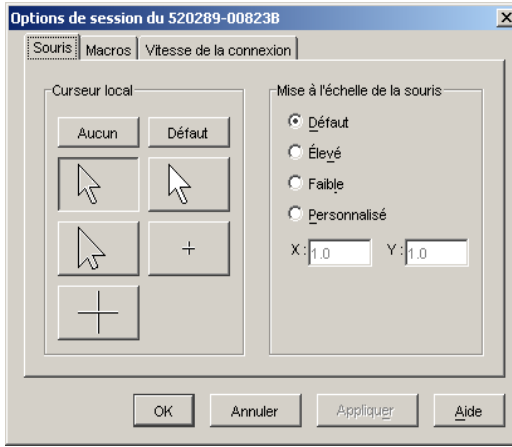 Options de session du 520289-00823B
Souris Macros Vitesse de la connexion
Curseur local
Aucun Défaut
Mise à l'échelle de la souris
Défaut
Élevé
Faible
Personnalisé
X : 1.0 Y : 1.0
OK Annuler Appliquer Aide